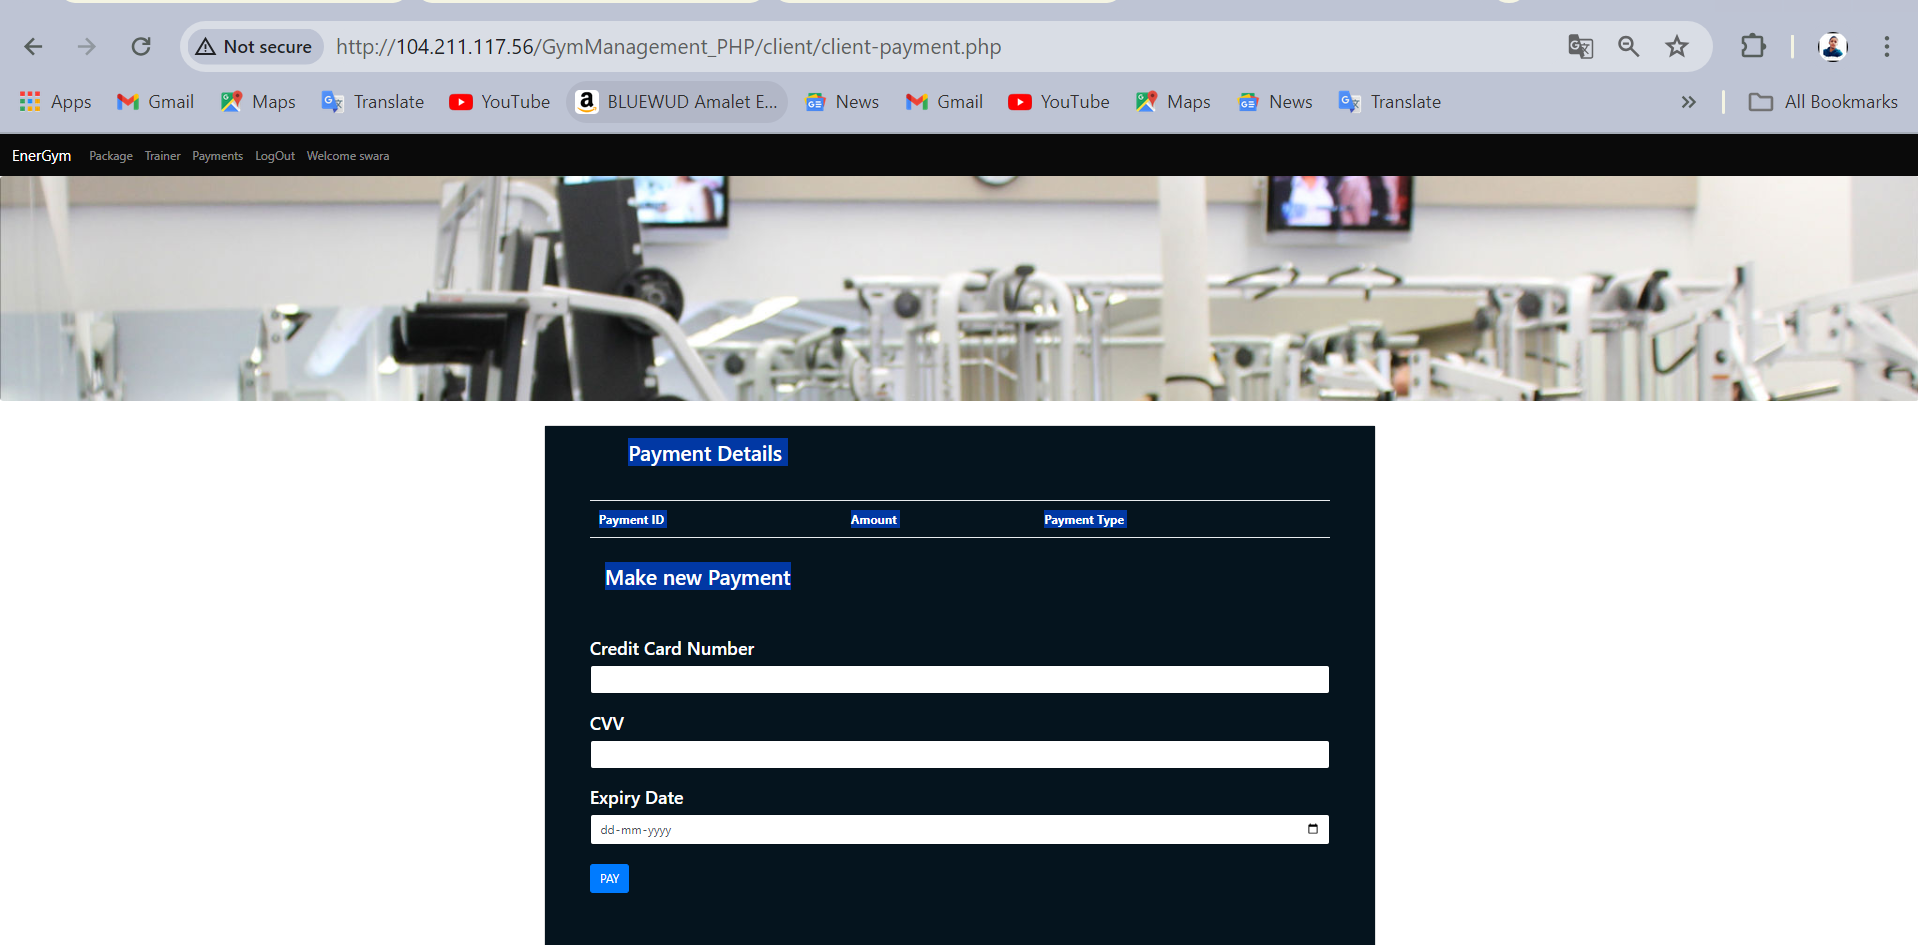 Not secure http://104.211.117.56/GymManagement_PHP/client/client-payment.php
Apps Gmail Maps Translate YouTube BLUEWUD Amalet E... News Gmail YouTube Maps News Translate All Bookmarks
EnerGym Package Trainer Payments LogOut Welcome swara
Payment Details
Payment ID Amount Payment Type
Make new Payment
Credit Card Number
CVV
Expiry Date
dd-mm-yyyy
PAY